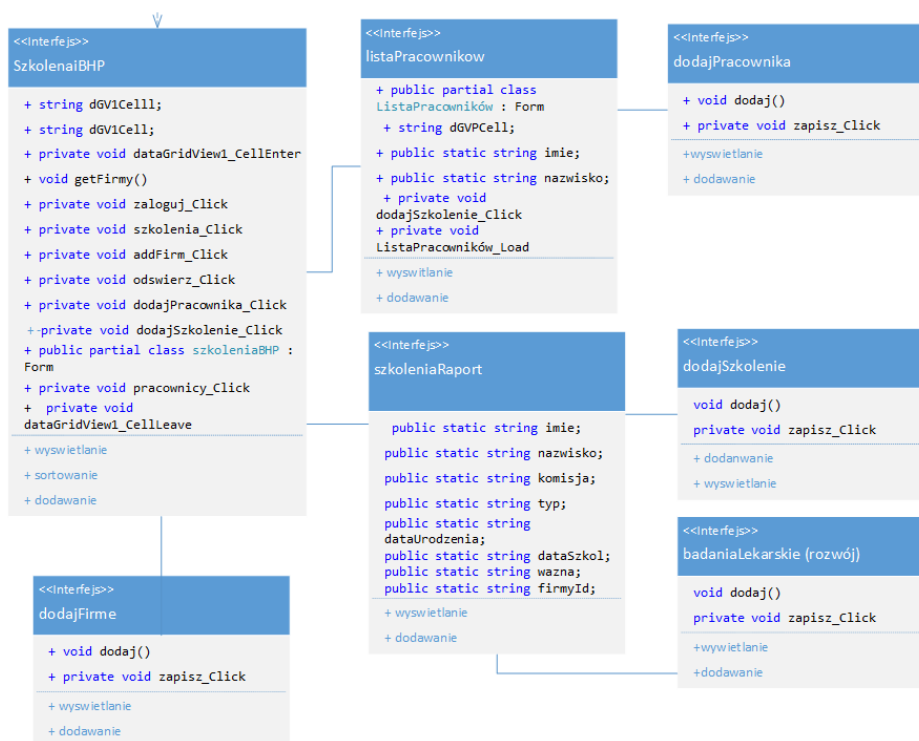 <<Interfejs>>
SzkolenaiBHP
+ string dGV1Celll;
+ string dGV1Cell;
+ private void dataGridView1_CellEnter
+ void getFirmy()
+ private void zaloguj_Click
+ private void szkolenia_Click
+ private void addFirm_Click
+ private void odswierz_Click
+ private void dodajPracownika_Click
+-private void dodajSzkolenie_Click
+ public partial class szkoleniaBHP :
Form
+ private void pracownicy_Click
+ private void
dataGridView1_CellLeave
+ wyswietlanie
+ sortowanie
+ dodawanie
<<Interfejs>>
listaPracownikow
+ public partial class
ListaPracowników : Form
+ string dGVPCell;
+ public static string imie;
+ public static string nazwisko;
+ private void
dodajSzkolenie_Click
+ private void
ListaPracowników_Load
+ wyswitlanie
+ dodawanie
<<Interfejs>>
dodajPracownika
+ void dodaj()
+ private void zapisz_Click
+wyswietlanie
+ dodawanie
<<Interfejs>>
szkoleniaRaport
public static string imie;
public static string nazwisko;
public static string komisja;
public static string typ;
public static string
dataUrodzenia;
public static string dataSzkol;
public static string wazna;
public static string firmyId;
+ wyswietlanie
+ dodawanie
<<Interfejs>>
dodajSzkolenie
void dodaj()
private void zapisz_Click
+ dodanwanie
+ wyswietlanie
<<Interfejs>>
badaniaLekarskie (rozwój)
void dodaj()
private void zapisz_Click
+wywietlanie
+dodawanie
<<Interfejs>>
dodajFirme
+ void dodaj()
+ private void zapisz_Click
+ wyswietlanie
+ dodawanie